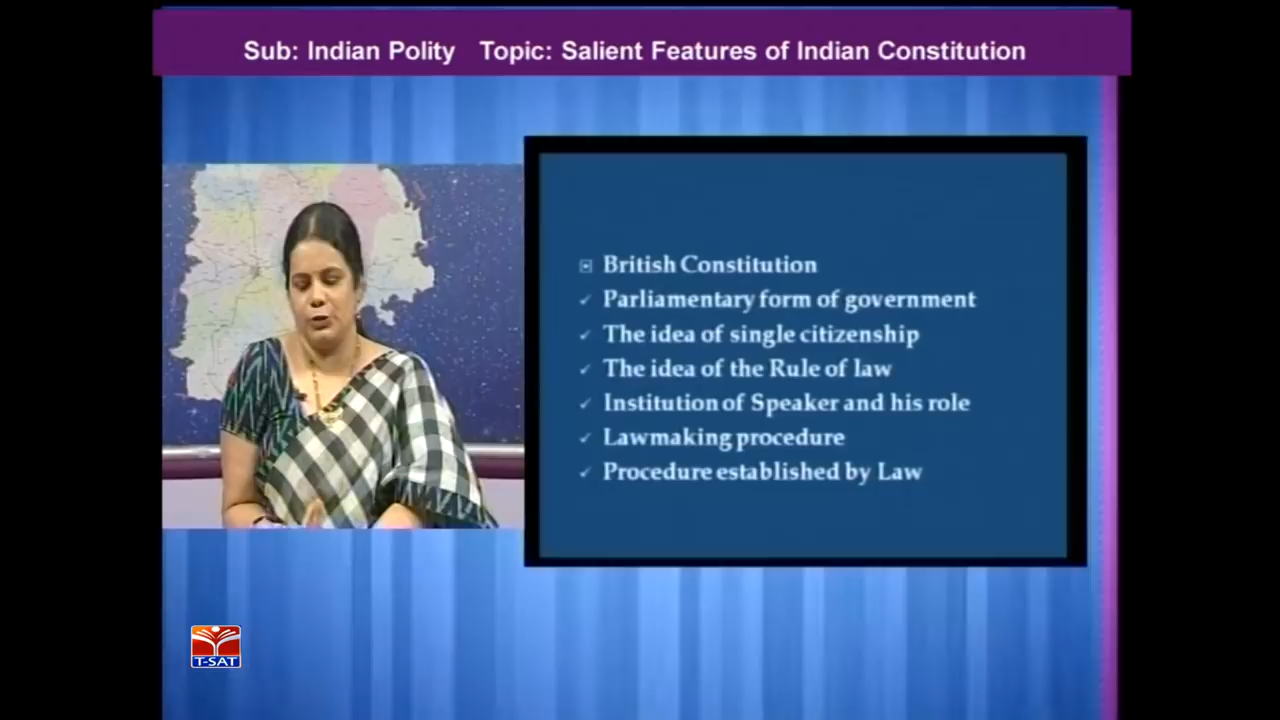 Sub: Indian Polity Topic: Salient Features of Indian Constitution
British Constitution
Parliamentary form of government
The idea of single citizenship
The idea of the Rule of law
Institution of Speaker and his role
Lawmaking procedure
Procedure established by Law
T-SAT